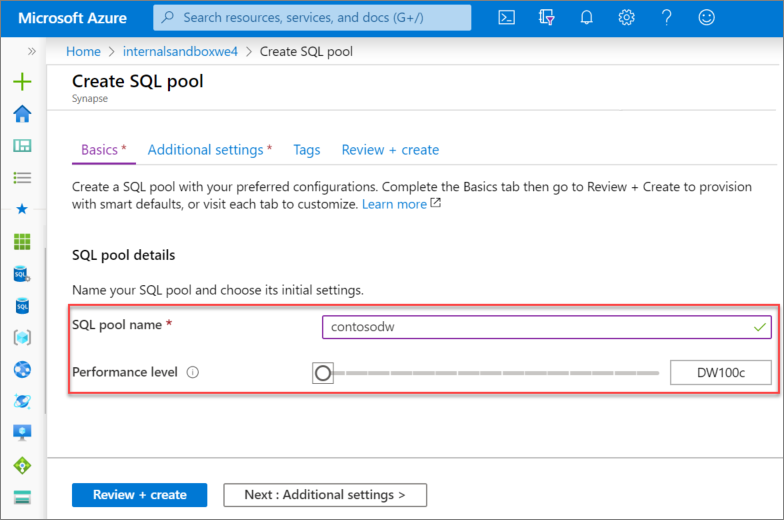 Microsoft Azure
Search resources, services, and docs (G+/)
Home > internalsandboxwe4 > Create SQL pool
Create SQL pool
Synapse
Basics * Additional settings * Tags Review + create
Create a SQL pool with your preferred configurations. Complete the Basics tab then go to Review + Create to provision
with smart defaults, or visit each tab to customize. Learn more
SQL pool details
Name your SQL pool and choose its initial settings.
SQL pool name * contosodw
Performance level DW100c
SQL
SQL
Review + create Next : Additional settings >